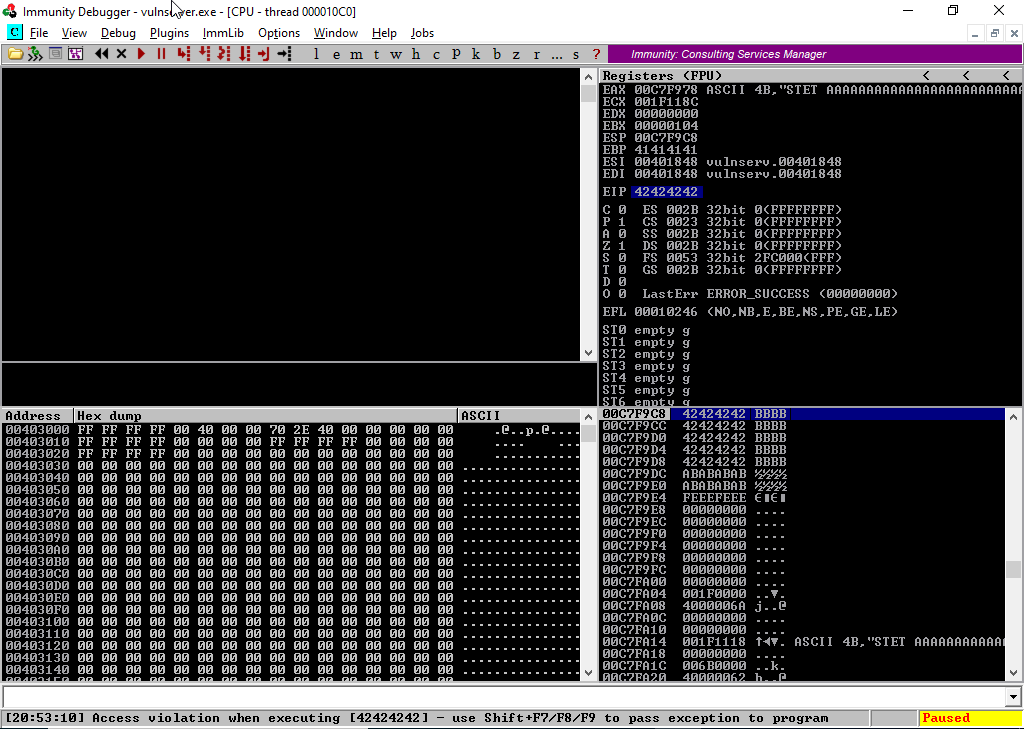 Immunity Debugger - vulnserver.exe - [CPU - thread 000010C0]
C File View Debug Plugins ImmLib Options Window Help Jobs
l e m t w h c P k b z r ... s ? Immunity: Consulting Services Manager
Registers (FPU) < < <
EAX 00C7F978 ASCII 4B,"STET AAAAAAAAAAAAAAAAAAAAAAAAA
ECX 001F118C
EDX 00000000
EBX 00000104
ESP 00C7F9C8
EBP 41414141
ESI 00401848 vulnserv.00401848
EDI 00401848 vulnserv.00401848
EIP 42424242
C 0 ES 002B 32bit 0(FFFFFFFF)
P 1 CS 0023 32bit 0(FFFFFFFF)
A 0 SS 002B 32bit 0(FFFFFFFF)
Z 1 DS 002B 32bit 0(FFFFFFFF)
S 0 FS 0053 32bit 2FC000(FFF)
T 0 GS 002B 32bit 0(FFFFFFFF)
D 0
O 0 LastErr ERROR_SUCCESS (00000000)
EFL 00010246 (NO,NB,E,BE,NS,PE,GE,LE)
ST0 empty g
ST1 empty g
ST2 empty g
ST3 empty g
ST4 empty g
ST5 empty g
ST6 empty g
Address Hex dump ASCII
00403000 FF FF FF FF 00 40 00 00 70 2E 40 00 00 00 00 00 .@..p.@....
00403010 FF FF FF FF 00 00 00 00 FF FF FF FF 00 00 00 00 .... ....
00403020 FF FF FF FF 00 00 00 00 00 00 00 00 00 00 00 00 ............
00403030 00 00 00 00 00 00 00 00 00 00 00 00 00 00 00 00 ................
00403040 00 00 00 00 00 00 00 00 00 00 00 00 00 00 00 00 ................
00403050 00 00 00 00 00 00 00 00 00 00 00 00 00 00 00 00 ................
00403060 00 00 00 00 00 00 00 00 00 00 00 00 00 00 00 00 ................
00403070 00 00 00 00 00 00 00 00 00 00 00 00 00 00 00 00 ................
00403080 00 00 00 00 00 00 00 00 00 00 00 00 00 00 00 00 ................
00403090 00 00 00 00 00 00 00 00 00 00 00 00 00 00 00 00 ................
004030A0 00 00 00 00 00 00 00 00 00 00 00 00 00 00 00 00 ................
004030B0 00 00 00 00 00 00 00 00 00 00 00 00 00 00 00 00 ................
004030C0 00 00 00 00 00 00 00 00 00 00 00 00 00 00 00 00 ................
004030D0 00 00 00 00 00 00 00 00 00 00 00 00 00 00 00 00 ................
004030E0 00 00 00 00 00 00 00 00 00 00 00 00 00 00 00 00 ................
004030F0 00 00 00 00 00 00 00 00 00 00 00 00 00 00 00 00 ................
00403100 00 00 00 00 00 00 00 00 00 00 00 00 00 00 00 00 ................
00403110 00 00 00 00 00 00 00 00 00 00 00 00 00 00 00 00 ................
00403120 00 00 00 00 00 00 00 00 00 00 00 00 00 00 00 00 ................
00403130 00 00 00 00 00 00 00 00 00 00 00 00 00 00 00 00 ................
00403140 00 00 00 00 00 00 00 00 00 00 00 00 00 00 00 00 ................
00C7F9C8 42424242 BBBB
00C7F9CC 42424242 BBBB
00C7F9D0 42424242 BBBB
00C7F9D4 42424242 BBBB
00C7F9D8 42424242 BBBB
00C7F9DC ABABABAB ½½½½
00C7F9E0 ABABABAB ½½½½
00C7F9E4 FEEEFEEE
00C7F9E8 00000000 ....
00C7F9EC 00000000 ....
00C7F9F0 00000000 ....
00C7F9F4 00000000 ....
00C7F9F8 00000000 ....
00C7F9FC 00000000 ....
00C7FA00 00000000 ....
00C7FA04 001F0000 ..▼.
00C7FA08 4000006A j..@
00C7FA0C 00000000 ....
00C7FA10 00000000 ....
00C7FA14 001F1118 ↑◄▼. ASCII 4B,"STET AAAAAAAAAAAA
00C7FA18 00000000 ....
00C7FA1C 006B0000 ..k.
00C7FA20 40000062 b..@
[20:53:10] Access violation when executing [42424242] - use Shift+F7/F8/F9 to pass exception to program Paused